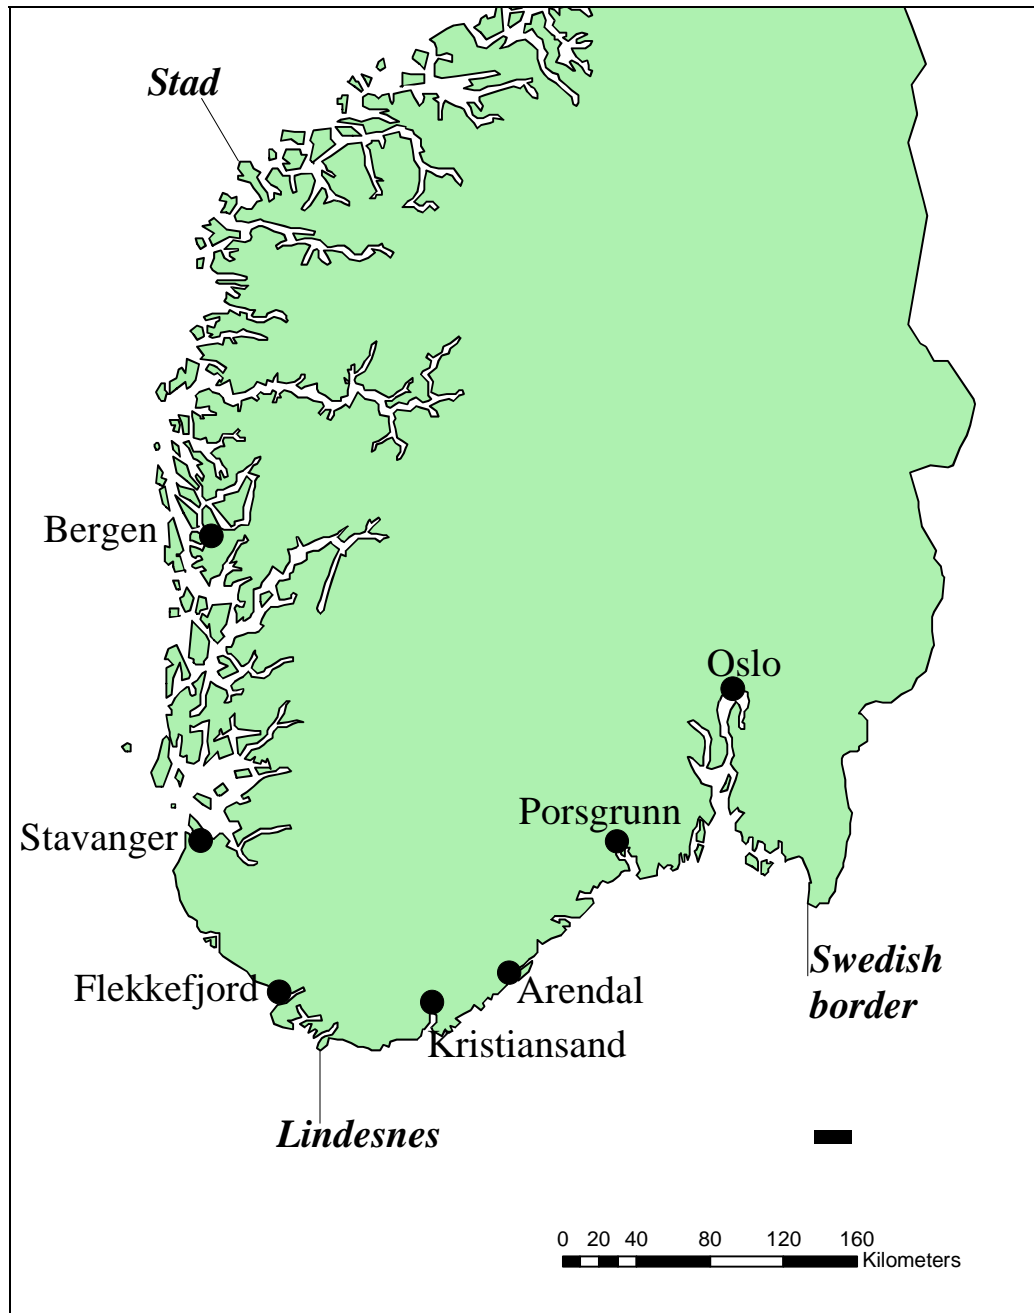 Stad
Bergen
Oslo
Porsgrunn
Stavanger
Swedish
border
Flekkefjord
Arendal
Kristiansand
Lindesnes
0 20 40 80 120 160
Kilometers